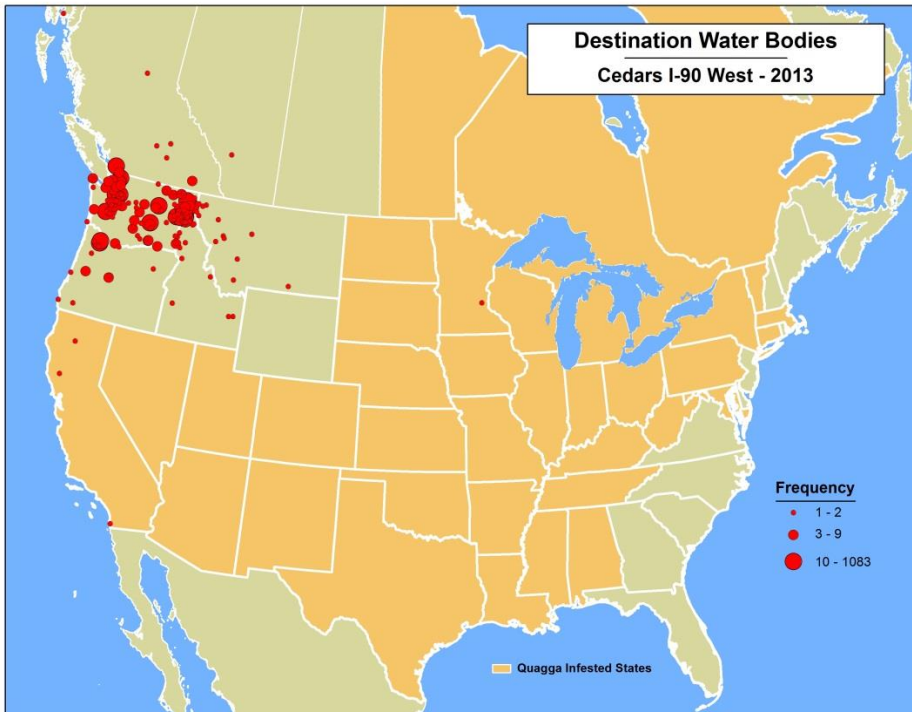 Destination Water Bodies
Cedars I-90 West - 2013
Frequency
1 - 2
3 - 9
10 - 1083
Quagga Infested States